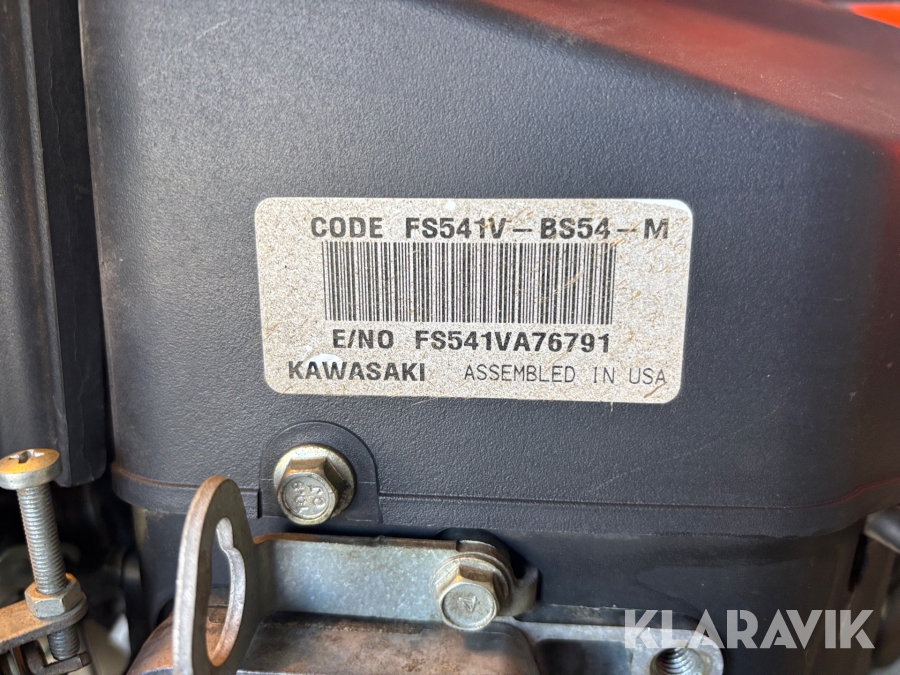 CODE FS541V-BS54-M
E/NO FS541VA76791
KAWASAKI ASSEMBLED IN USA
KLARAVIK